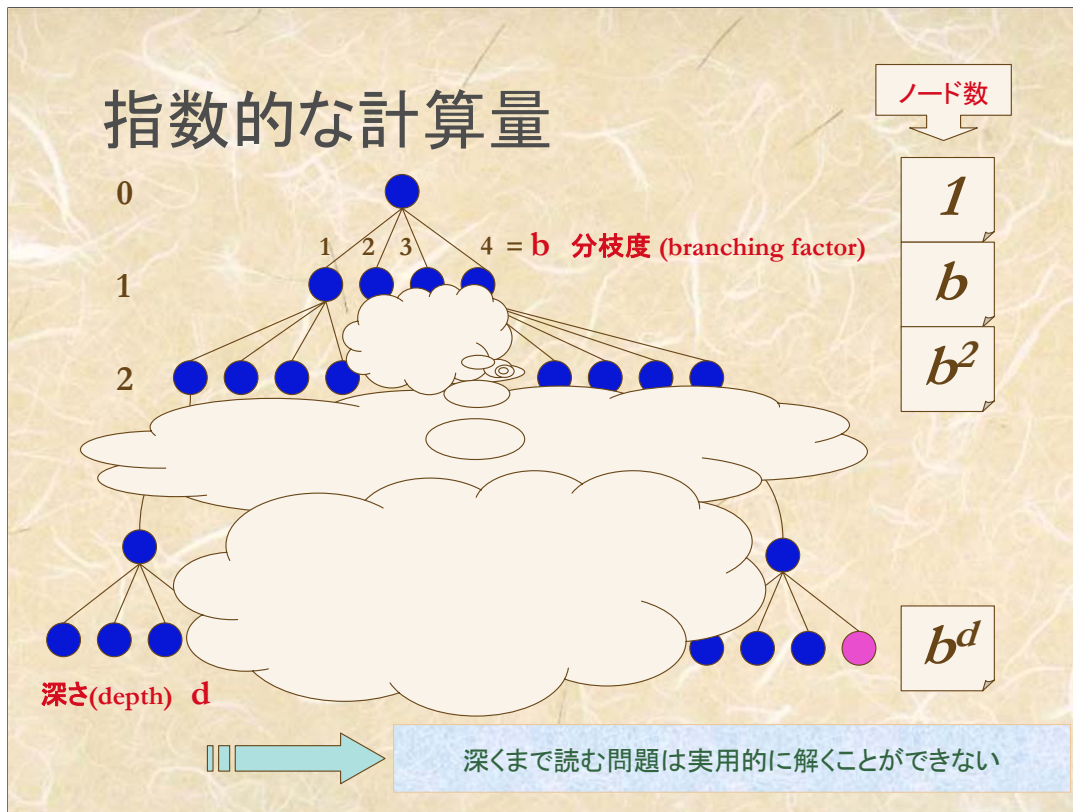 指数的な計算量
ノード数
0
1
1 2 3 4 = b 分枝度 (branching factor)
1
b
2
b²
bᵈ
深さ(depth) d
深くまで読む問題は実用的に解くことができない